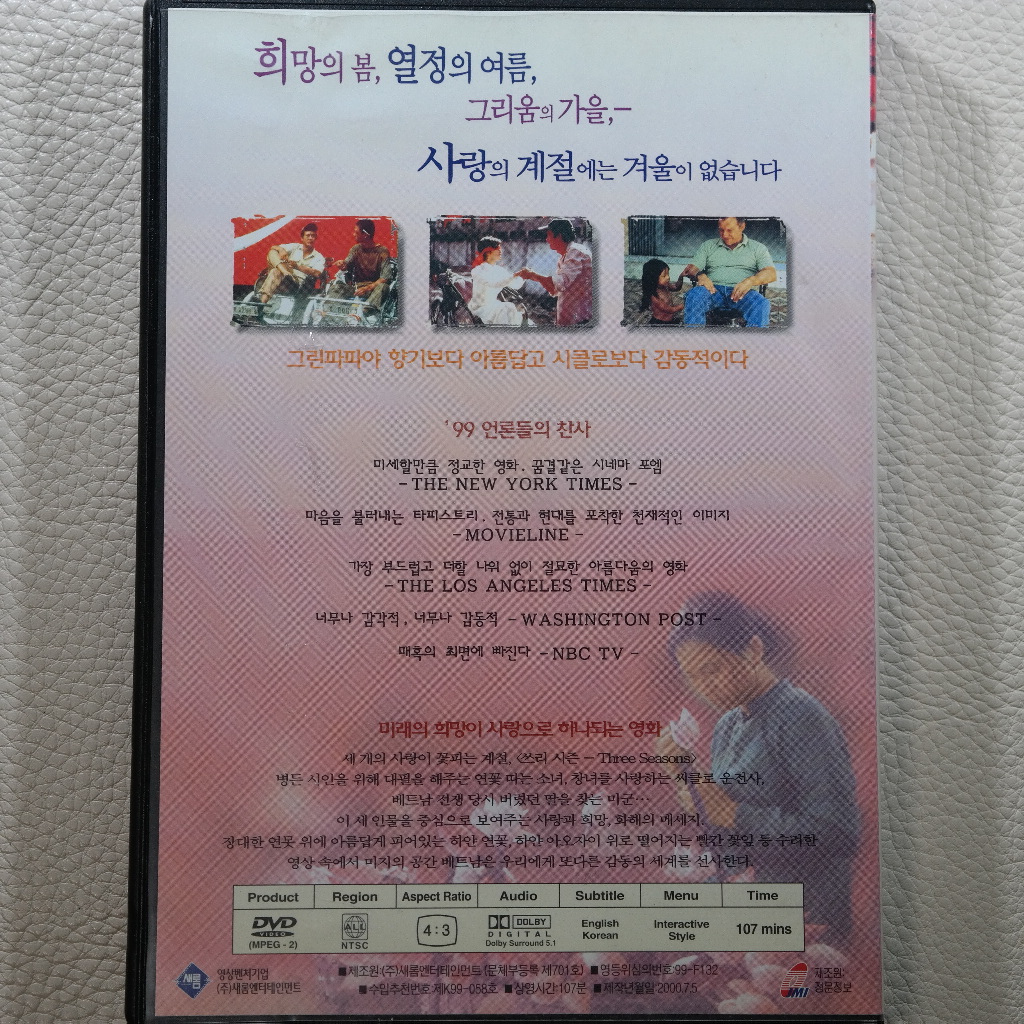 희망의 봄, 열정의 여름,
그리움의 가을,–
사랑의 계절에는 겨울이 없습니다
그린파파야 향기보다 아름답고 시클로보다 감동적이다
'99 언론들의 찬사
미세할만큼 정교한 영화. 꿈결같은 시네마 포엠
– THE NEW YORK TIMES –
마음을 불러내는 타피스트리. 전통과 현대를 포착한 천재적인 이미지
– MOVIELINE –
가장 부드럽고 더할 나위 없이 절묘한 아름다움의 영화
– THE LOS ANGELES TIMES –
너무나 감각적, 너무나 감동적 – WASHINGTON POST –
매혹의 최면에 빠진다 – NBC TV –
미래의 희망이 사랑으로 하나되는 영화
세 개의 사랑이 꽃피는 계절, <쓰리 시즌 – Three Seasons>
병든 시인을 위해 대필을 해주는 연꽃 따는 소녀, 창녀를 사랑하는 씨클로 운전사,
베트남 전쟁 당시 버렸던 딸을 찾는 미군…
이 세 인물을 중심으로 보여주는 사랑과 희망, 화해의 메세지.
장대한 연못 위에 아름답게 피어있는 하얀 연꽃, 하얀 아오자이 위로 떨어지는 빨간 꽃잎 등 수려한
영상 속에서 미지의 공간 베트남은 우리에게 또다른 감동의 세계를 선사한다.
Product Region Aspect Ratio Audio Subtitle Menu Time
DVD VIDEO (MPEG - 2) ALL NTSC 4:3 DOLBY DIGITAL Dolby Surround 5.1 English Korean Interactive Style 107 mins
새롬 영상벤처기업 (주)새롬엔터테인먼트
■제조원:(주)새롬엔터테인먼트 (문체부등록 제701호) ■영등위심의번호:99-F132
■수입추천번호:제K99-058호 ■상영시간:107분 ■제작년월일:2000.7.5.
JMI 재조원: 정문정보